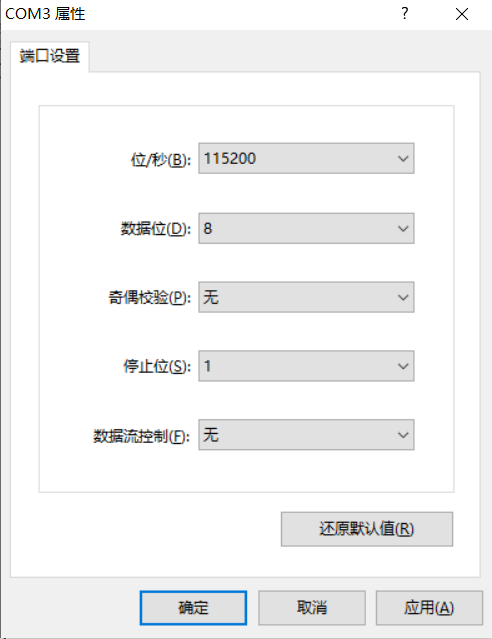 COM3 属性
端口设置
位/秒(B): 115200
数据位(D): 8
奇偶校验(P): 无
停止位(S): 1
数据流控制(F): 无
还原默认值(R)
确定 取消 应用(A)